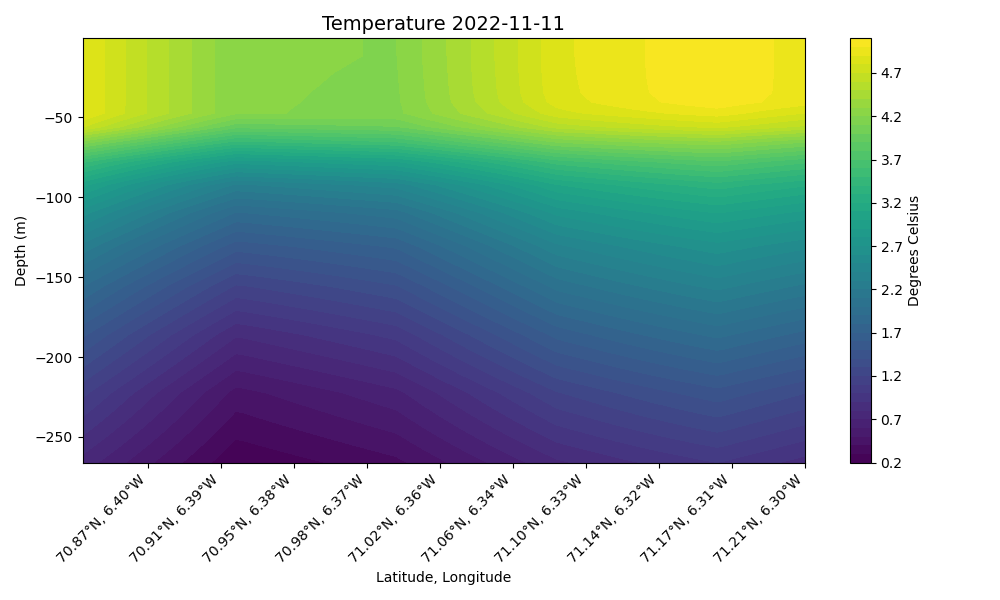 Temperature 2022-11-11
Depth (m)
−50
−100
−150
−200
−250
70.87°N, 6.40°W
70.91°N, 6.39°W
70.95°N, 6.38°W
70.98°N, 6.37°W
71.02°N, 6.36°W
71.06°N, 6.34°W
71.10°N, 6.33°W
71.14°N, 6.32°W
71.17°N, 6.31°W
71.21°N, 6.30°W
Latitude, Longitude
4.7
4.2
3.7
3.2
2.7
2.2
1.7
1.2
0.7
0.2
Degrees Celsius